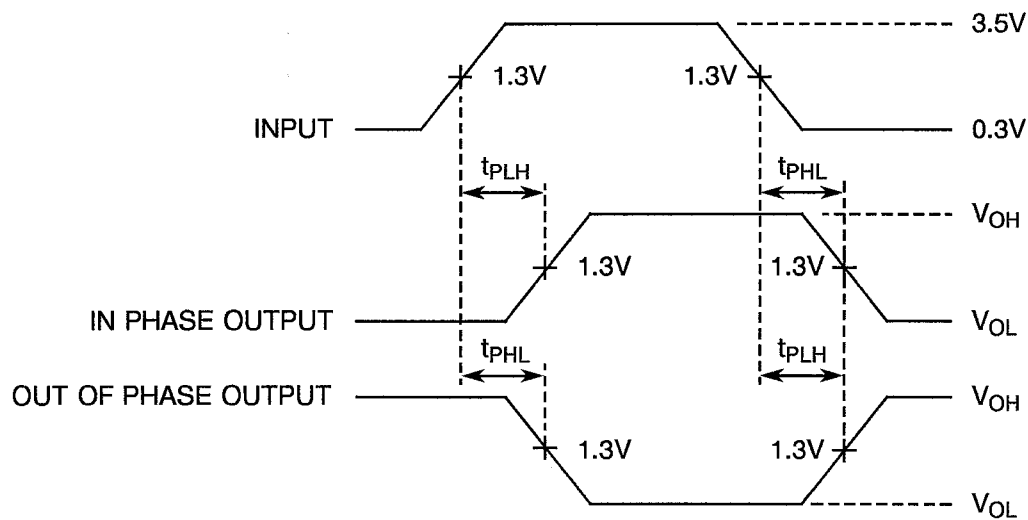 3.5V
1.3V 1.3V
INPUT 0.3V
tPLH tPHL
VOH
1.3V 1.3V
IN PHASE OUTPUT VOL
tPHL tPLH
OUT OF PHASE OUTPUT VOH
1.3V 1.3V
VOL